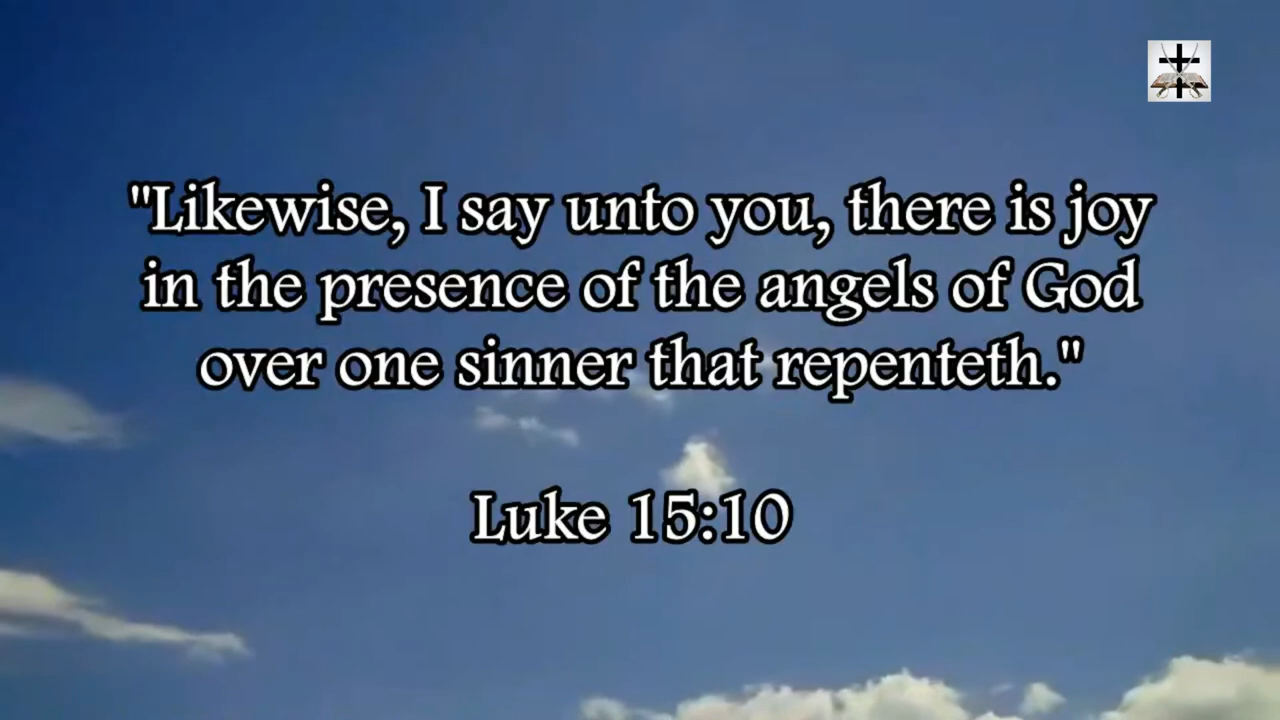 "Likewise, I say unto you, there is joy
in the presence of the angels of God
over one sinner that repenteth."
Luke 15:10